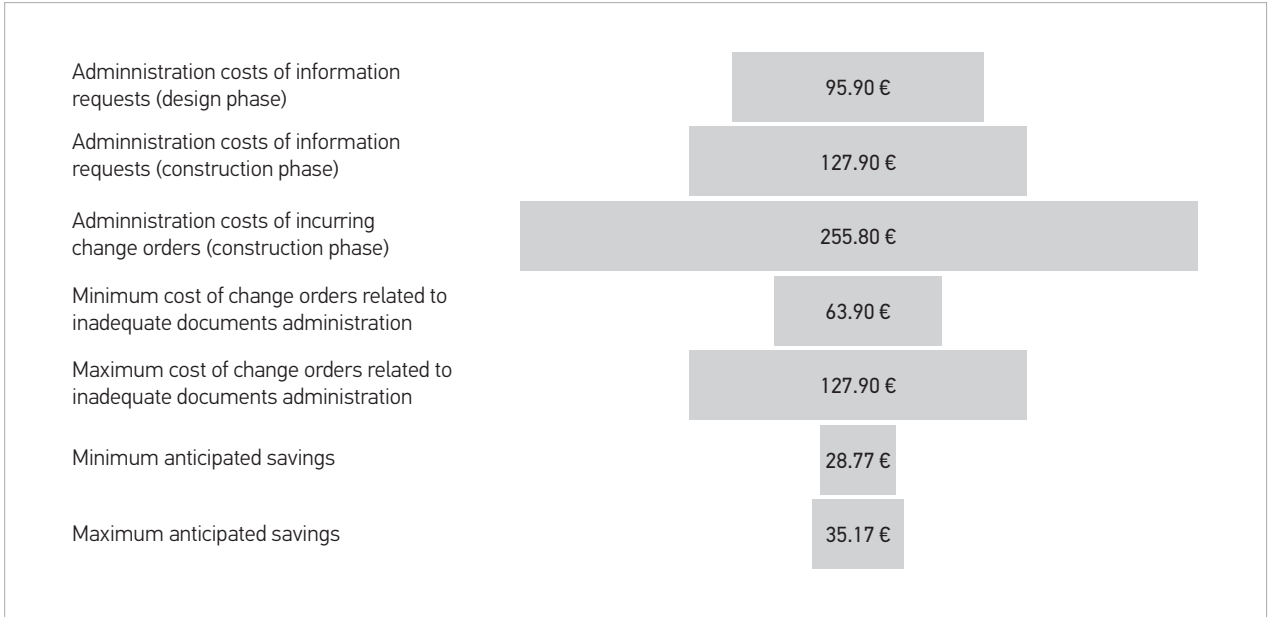 Adminnistration costs of information
requests (design phase)
95.90 €
Adminnistration costs of information
requests (construction phase)
127.90 €
Adminnistration costs of incurring
change orders (construction phase)
255.80 €
Minimum cost of change orders related to
inadequate documents administration
63.90 €
Maximum cost of change orders related to
inadequate documents administration
127.90 €
Minimum anticipated savings
28.77 €
Maximum anticipated savings
35.17 €